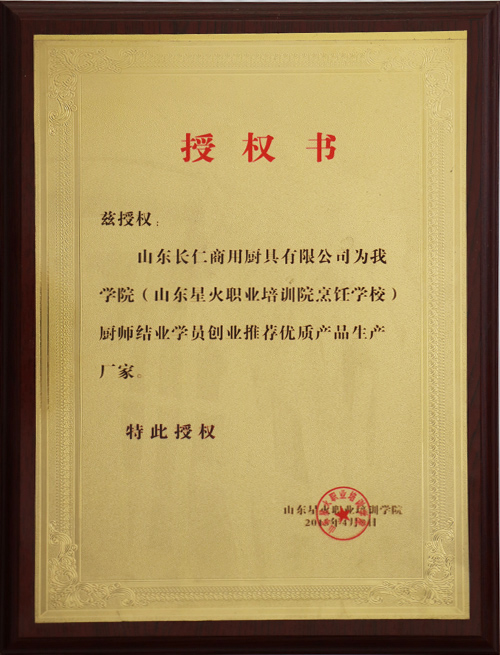 授权书
兹授权：
山东长仁商用厨具有限公司为我
学院（山东星火职业培训院烹饪学校）
厨师结业学员创业推荐优质产品生产
厂家。
特此授权
山东星火职业培训学院